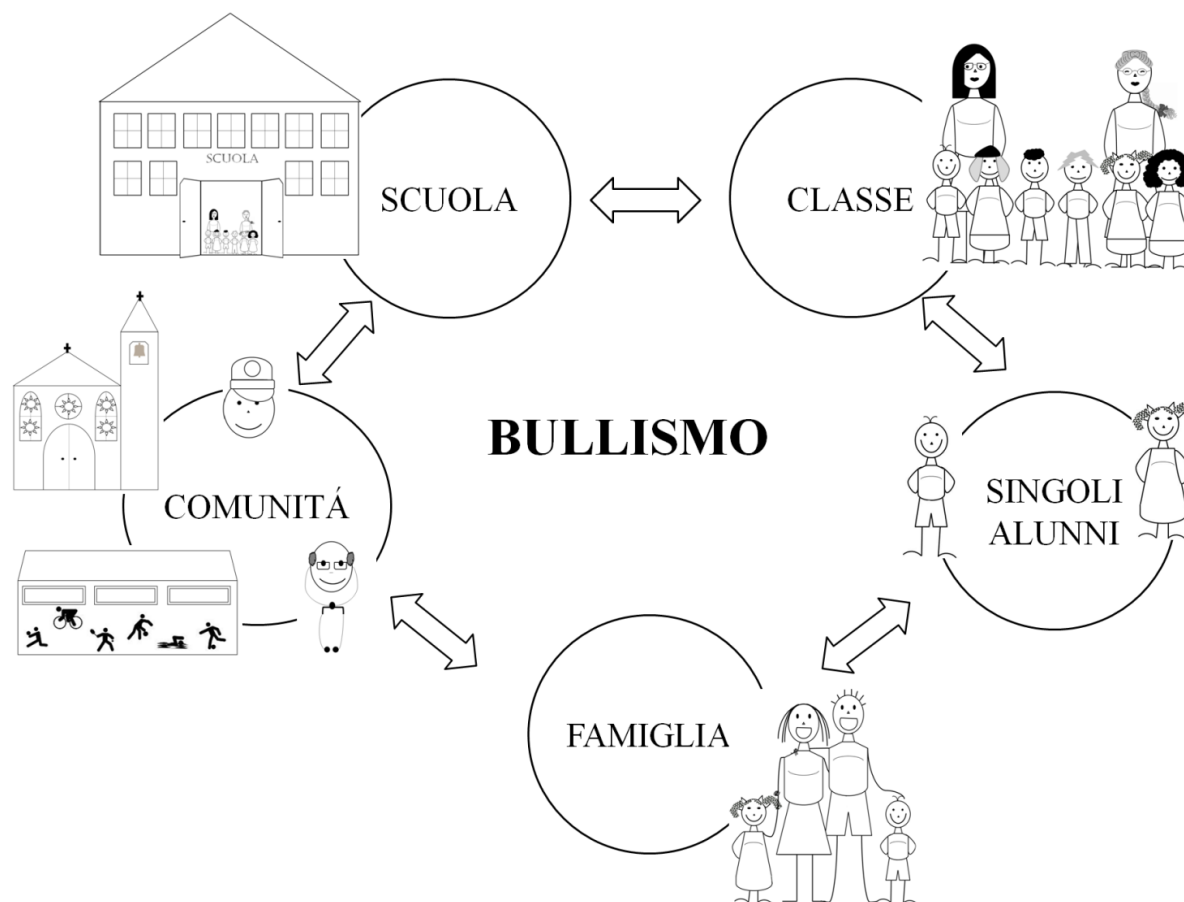 SCUOLA
SCUOLA
CLASSE
BULLISMO
COMUNITÁ
SINGOLI
ALUNNI
FAMIGLIA